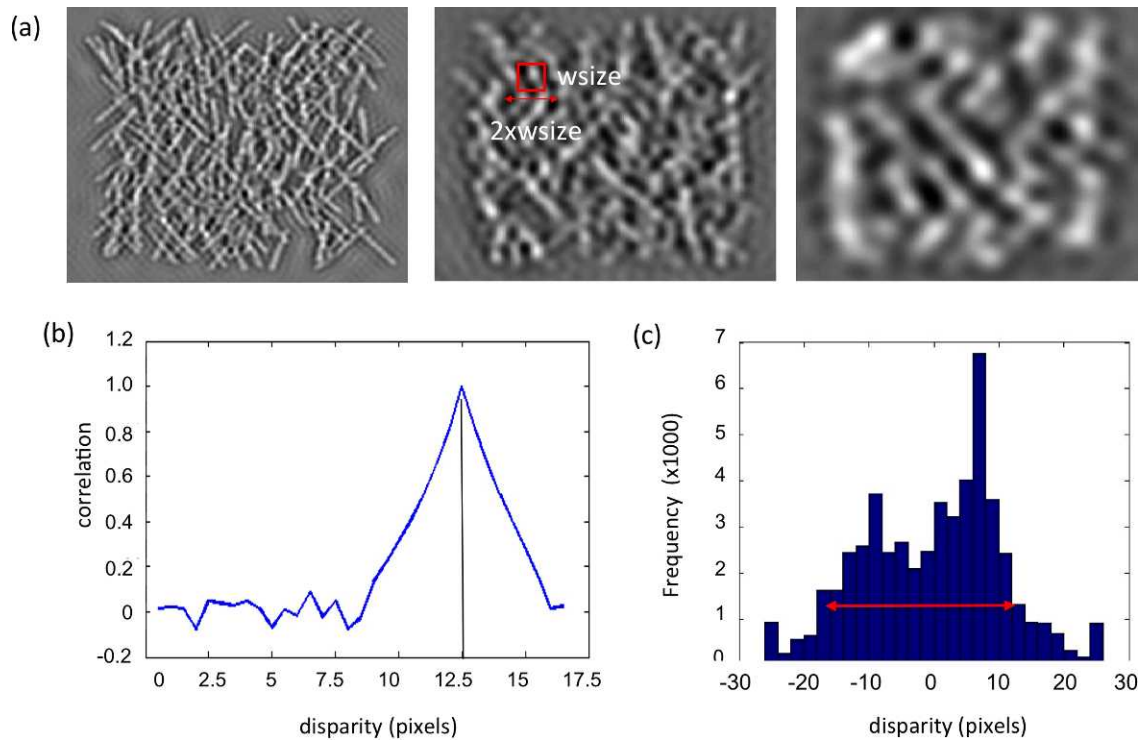 (a)
wsize
2xwsize
(b)
correlation
1.2
1.0
0.8
0.6
0.4
0.2
0
-0.2
0 2.5 5 7.5 10 12.5 15 17.5
disparity (pixels)
(c)
Frequency (x1000)
7
6
5
4
3
2
1
0
-30 -20 -10 0 10 20 30
disparity (pixels)